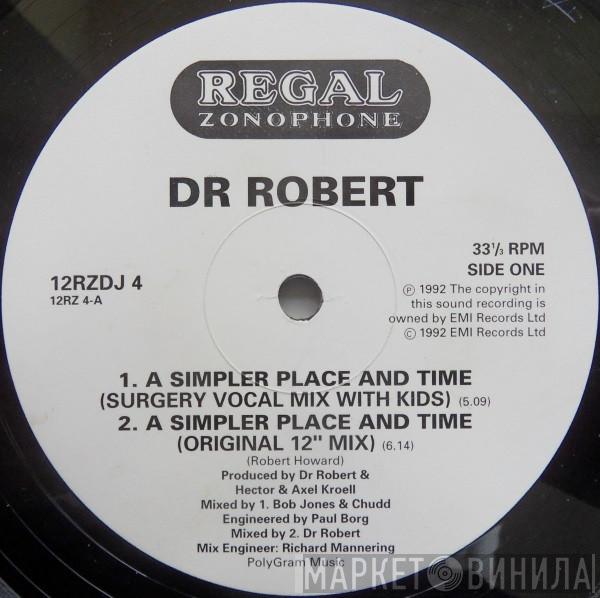 REGAL
ZONOPHONE
DR ROBERT
12RZDJ 4
12RZ 4-A
33⅓ RPM
SIDE ONE
℗ 1992 The copyright in
this sound recording is
owned by EMI Records Ltd
© 1992 EMI Records Ltd
1. A SIMPLER PLACE AND TIME
(SURGERY VOCAL MIX WITH KIDS) (5.09)
2. A SIMPLER PLACE AND TIME
(ORIGINAL 12" MIX) (6.14)
(Robert Howard)
Produced by Dr Robert &
Hector & Axel Kroell
Mixed by 1. Bob Jones & Chudd
Engineered by Paul Borg
Mixed by 2. Dr Robert
Mix Engineer: Richard Mannering
PolyGram Music
МАРКЕТ ВИНИЛА